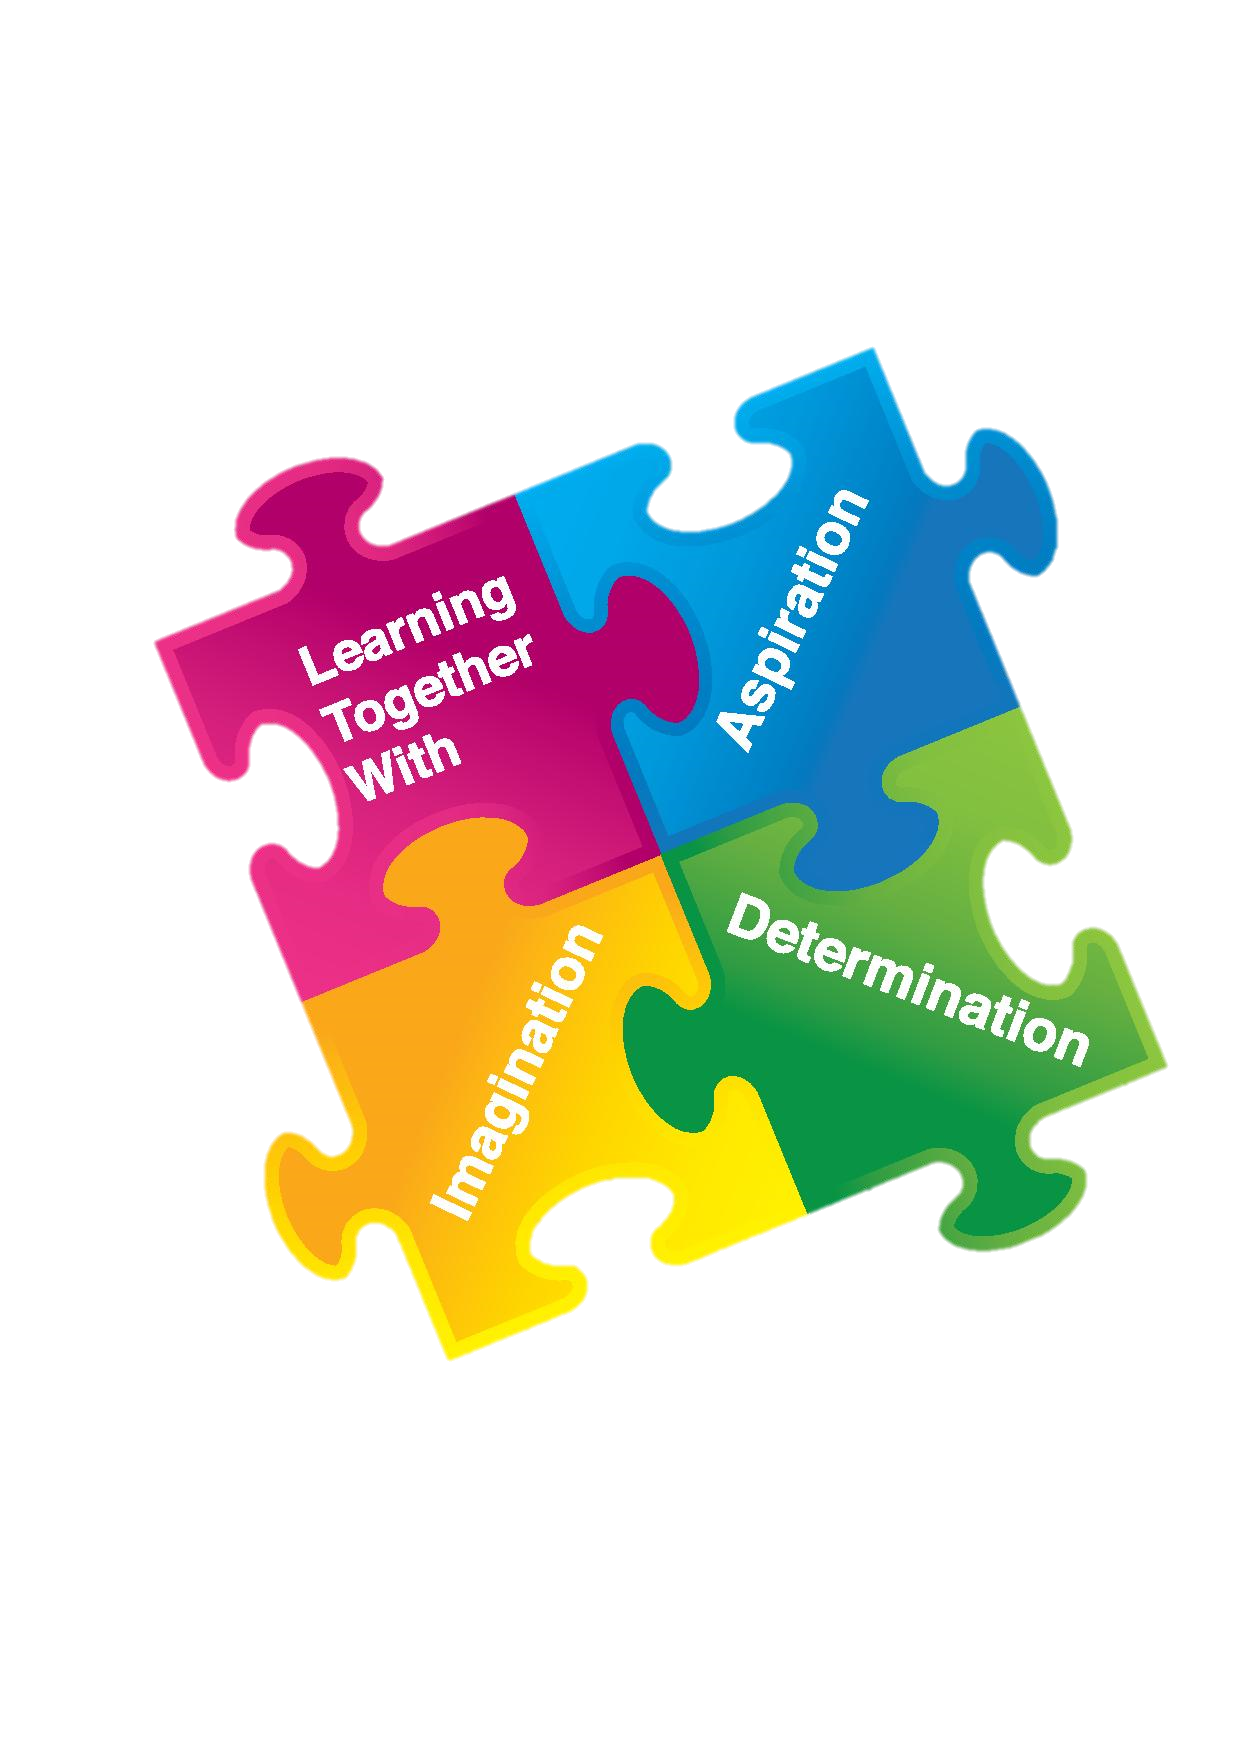 Learning
Together
With
Aspiration
Determination
Imagination